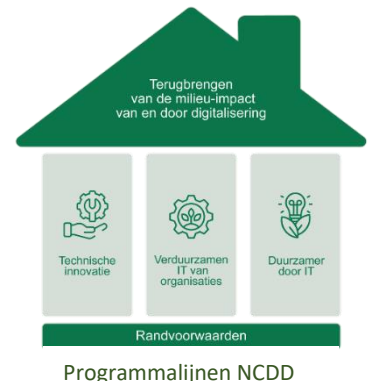 Terugbrengen
van de milieu-impact
van en door digitalisering
Technische
innovatie
Verduurzamen
IT van
organisaties
Duurzamer
door IT
Randvoorwaarden
Programmalijnen NCDD